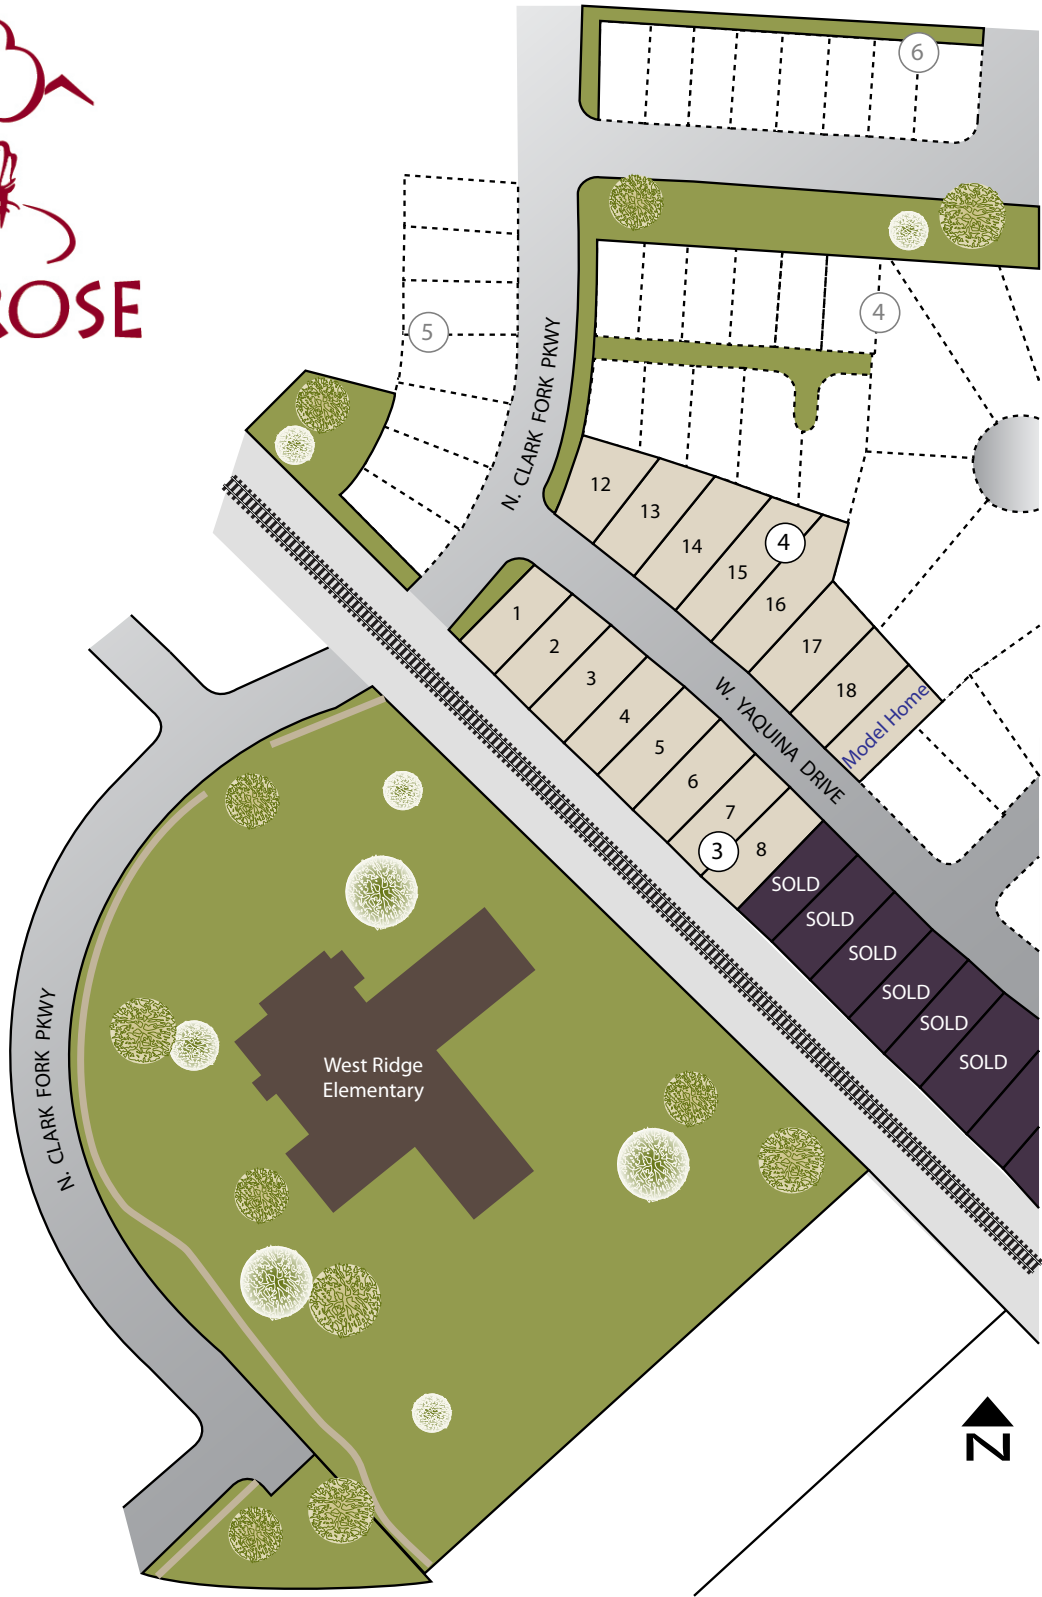 ROSE
6
4
5
N. CLARK FORK PKWY
12
13
14
4
15
16
17
18
Model Home
1
2
3
4
5
6
7
3
8
W. YAQUINA DRIVE
SOLD
SOLD
SOLD
SOLD
SOLD
SOLD
West Ridge
Elementary
N. CLARK FORK PKWY
N